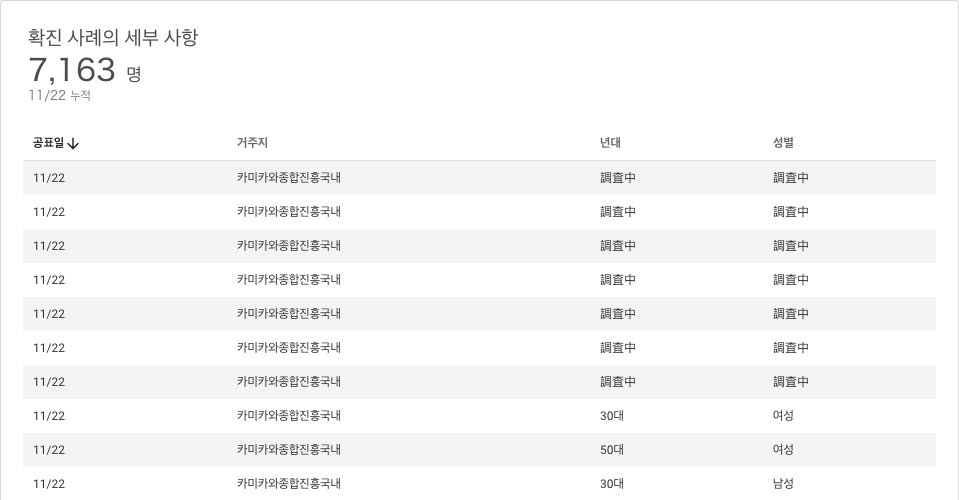 확진 사례의 세부 사항
7,163 명
11/22 누적
공표일 거주지 년대 성별
11/22 카미카와종합진흥국내 調査中 調査中
11/22 카미카와종합진흥국내 調査中 調査中
11/22 카미카와종합진흥국내 調査中 調査中
11/22 카미카와종합진흥국내 調査中 調査中
11/22 카미카와종합진흥국내 調査中 調査中
11/22 카미카와종합진흥국내 調査中 調査中
11/22 카미카와종합진흥국내 調査中 調査中
11/22 카미카와종합진흥국내 30대 여성
11/22 카미카와종합진흥국내 50대 여성
11/22 카미카와종합진흥국내 30대 남성